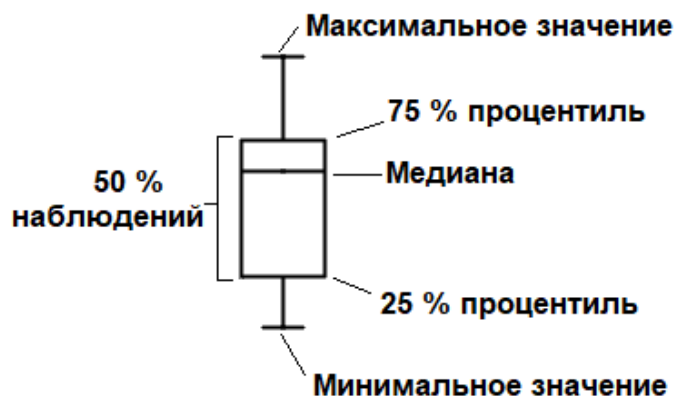 Максимальное значение
75 % процентиль
Медиана
50 %
наблюдений
25 % процентиль
Минимальное значение